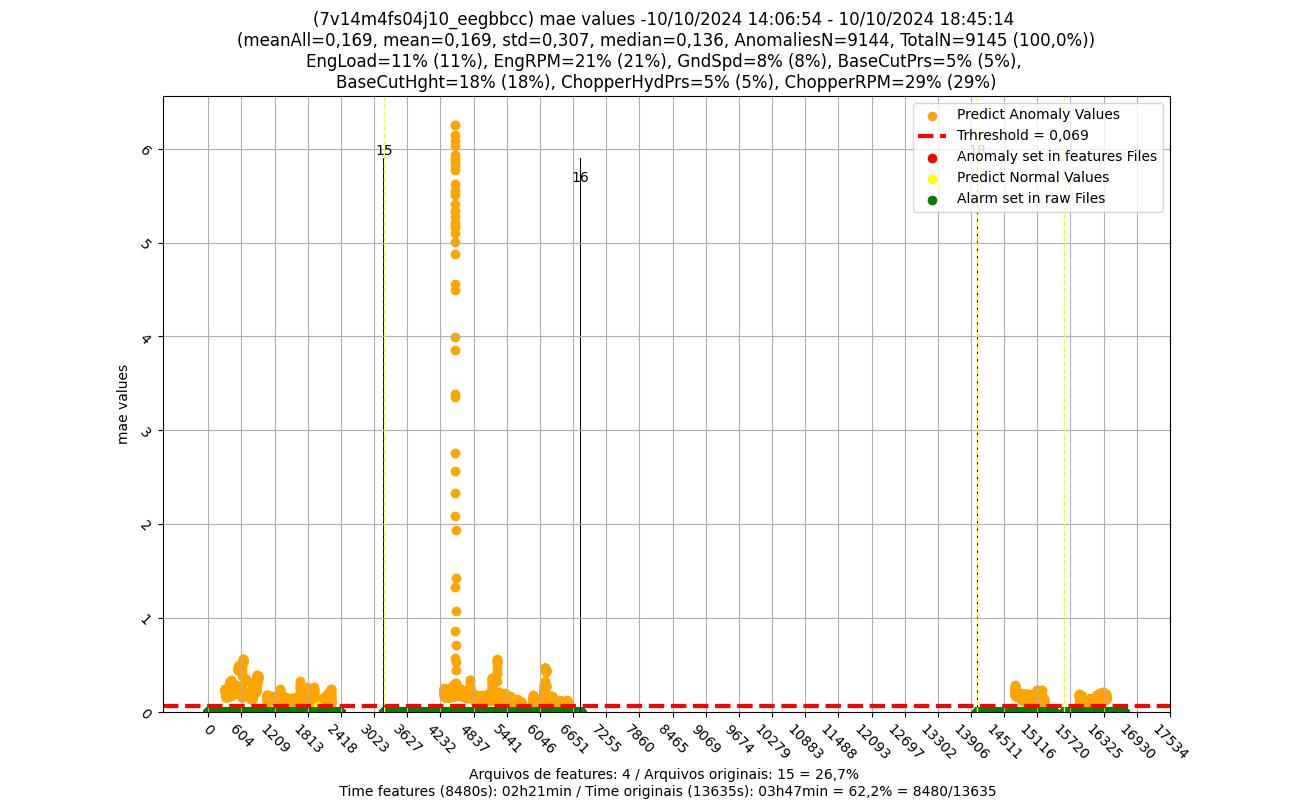 (7v14m4fs04j10_eegbbcc) mae values -10/10/2024 14:06:54 - 10/10/2024 18:45:14
(meanAll=0,169, mean=0,169, std=0,307, median=0,136, AnomaliesN=9144, TotalN=9145 (100,0%))
EngLoad=11% (11%), EngRPM=21% (21%), GndSpd=8% (8%), BaseCutPrs=5% (5%),
BaseCutHght=18% (18%), ChopperHydPrs=5% (5%), ChopperRPM=29% (29%)
Predict Anomaly Values
Trhreshold = 0,069
Anomaly set in features Files
Predict Normal Values
Alarm set in raw Files
15
16
18
mae values
6
5
4
3
2
1
0
0 604 1209 1813 2418 3023 3627 4232 4837 5441 6046 6651 7255 7860 8465 9069 9674 10279 10883 11488 12093 12697 13302 13906 14511 15116 15720 16325 16930 17534
Arquivos de features: 4 / Arquivos originais: 15 = 26,7%
Time features (8480s): 02h21min / Time originais (13635s): 03h47min = 62,2% = 8480/13635